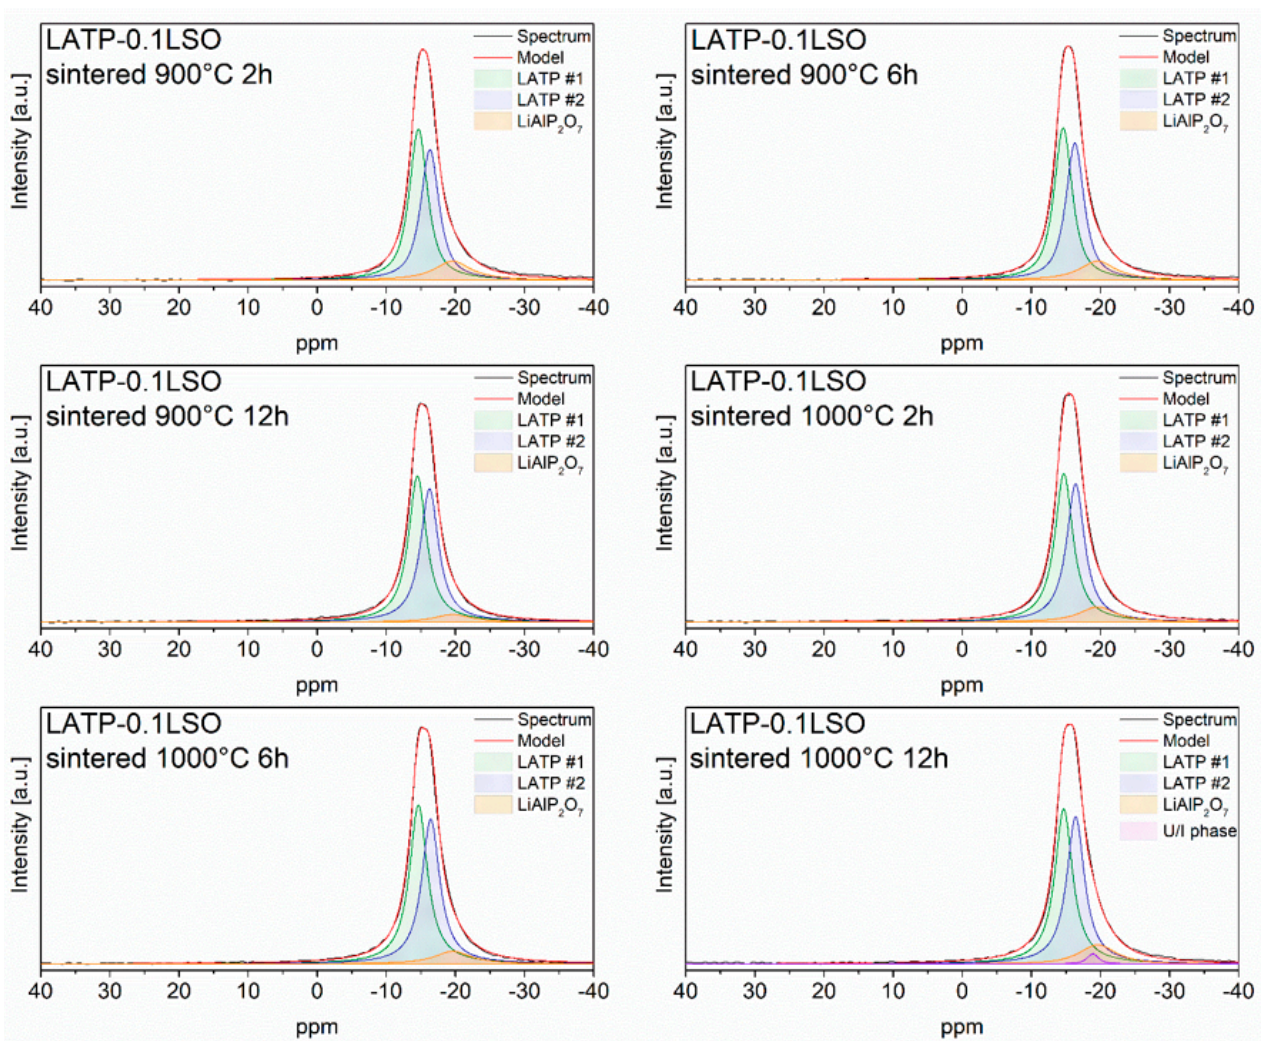 LATP-0.1LSO
sintered 900°C 2h
Spectrum
Model
LATP #1
LATP #2
LiAlP₂O₇
Intensity [a.u.]
40 30 20 10 0 -10 -20 -30 -40
ppm
LATP-0.1LSO
sintered 900°C 6h
Spectrum
Model
LATP #1
LATP #2
LiAlP₂O₇
Intensity [a.u.]
40 30 20 10 0 -10 -20 -30 -40
ppm
LATP-0.1LSO
sintered 900°C 12h
Spectrum
Model
LATP #1
LATP #2
LiAlP₂O₇
Intensity [a.u.]
40 30 20 10 0 -10 -20 -30 -40
ppm
LATP-0.1LSO
sintered 1000°C 2h
Spectrum
Model
LATP #1
LATP #2
LiAlP₂O₇
Intensity [a.u.]
40 30 20 10 0 -10 -20 -30 -40
ppm
LATP-0.1LSO
sintered 1000°C 6h
Spectrum
Model
LATP #1
LATP #2
LiAlP₂O₇
Intensity [a.u.]
40 30 20 10 0 -10 -20 -30 -40
ppm
LATP-0.1LSO
sintered 1000°C 12h
Spectrum
Model
LATP #1
LATP #2
LiAlP₂O₇
U/I phase
Intensity [a.u.]
40 30 20 10 0 -10 -20 -30 -40
ppm